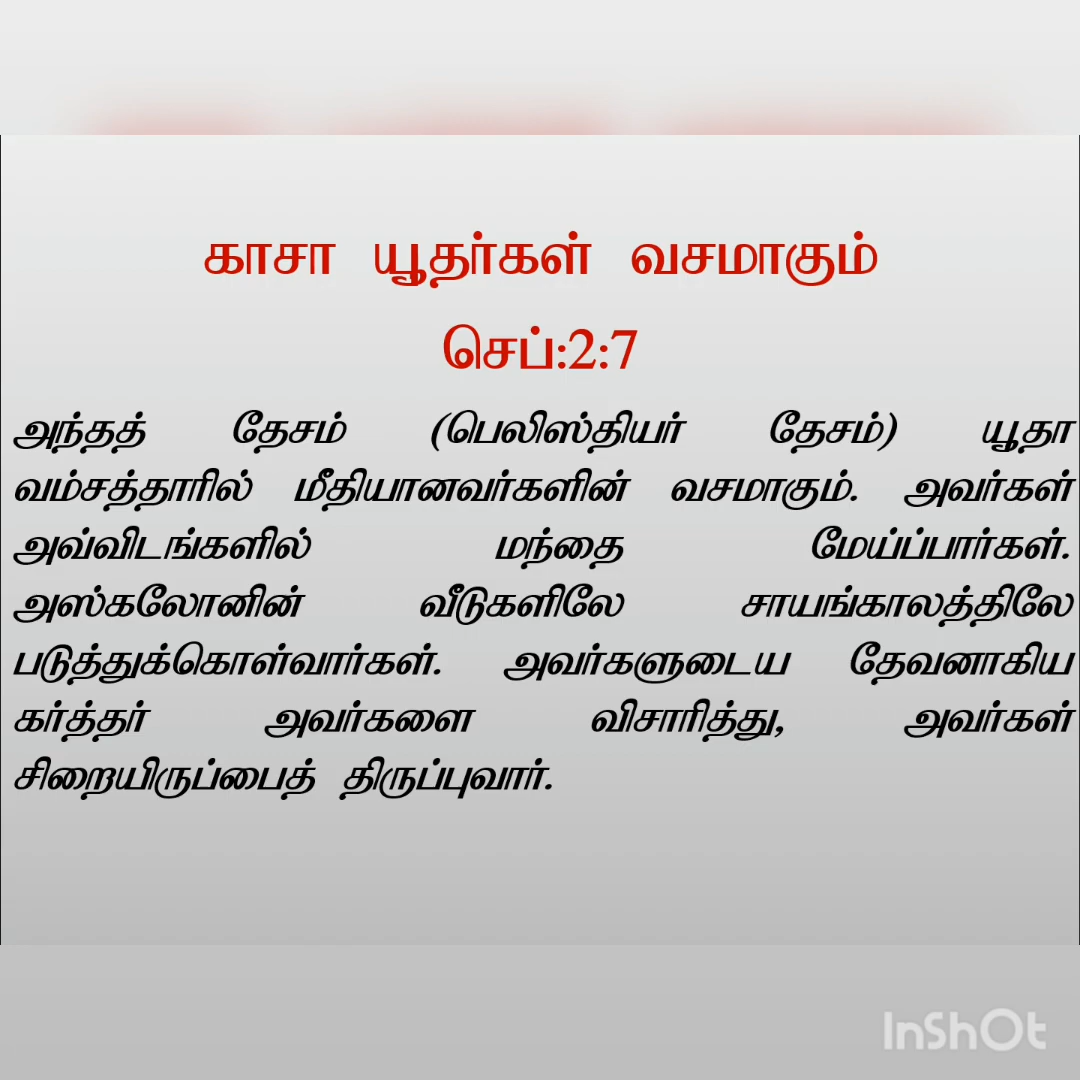 காசா யூதர்கள் வசமாகும்
செப்:2:7
அந்தத் தேசம் (பெலிஸ்தியர் தேசம்) யூதா
வம்சத்தாரில் மீதியானவர்களின் வசமாகும். அவர்கள்
அவ்விடங்களில் மந்தை மேய்ப்பார்கள்.
அஸ்கலோனின் வீடுகளிலே சாயங்காலத்திலே
படுத்துக்கொள்வார்கள். அவர்களுடைய தேவனாகிய
கர்த்தர் அவர்களை விசாரித்து, அவர்கள்
சிறையிருப்பைத் திருப்புவார்.
InShOt